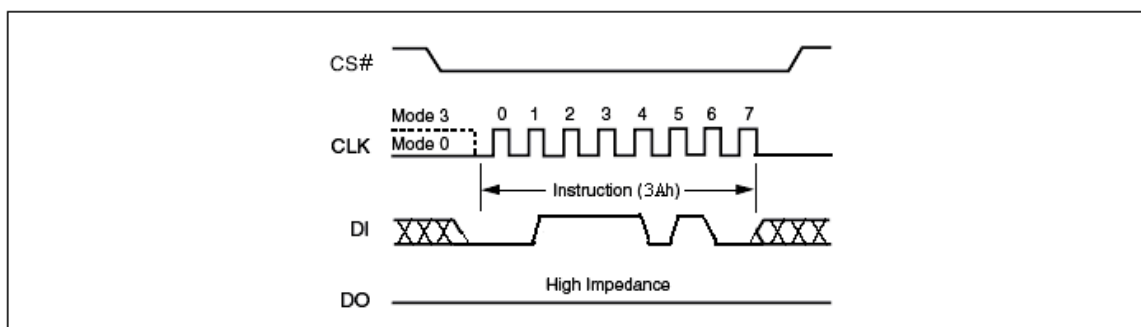 CS#
Mode 3
0 1 2 3 4 5 6 7
CLK
Mode 0
Instruction (3Ah)
DI
High Impedance
DO